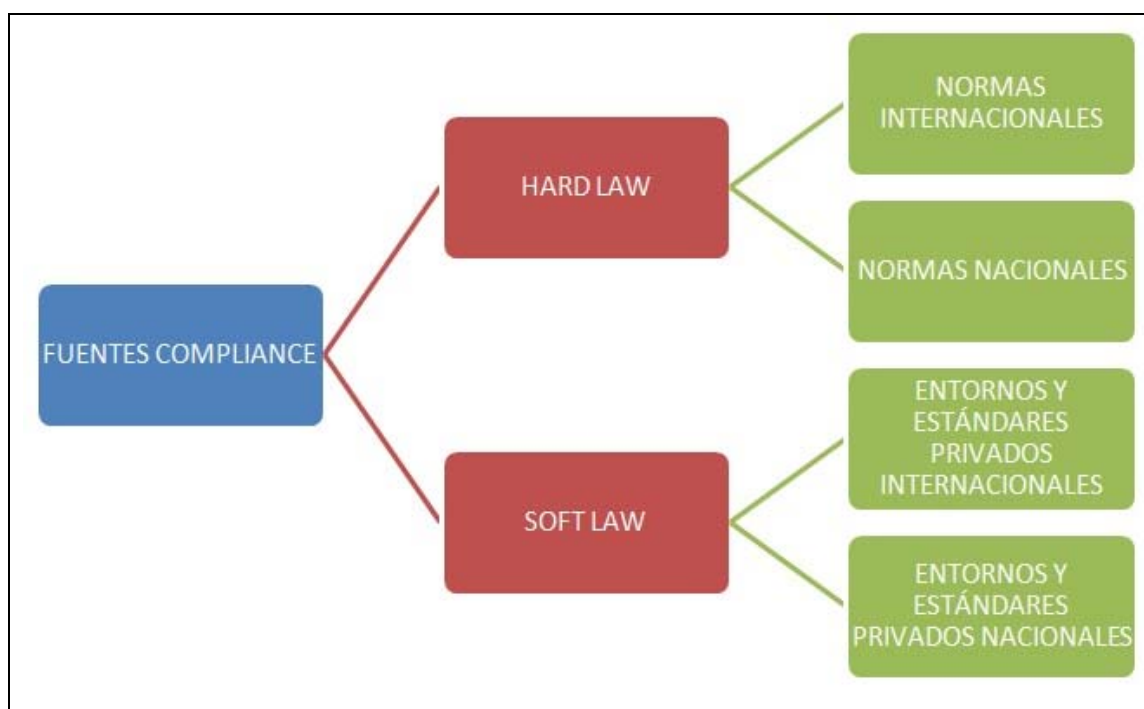 FUENTES COMPLIANCE
HARD LAW
NORMAS
INTERNACIONALES
NORMAS NACIONALES
SOFT LAW
ENTORNOS Y
ESTÁNDARES
PRIVADOS
INTERNACIONALES
ENTORNOS Y
ESTÁNDARES
PRIVADOS NACIONALES